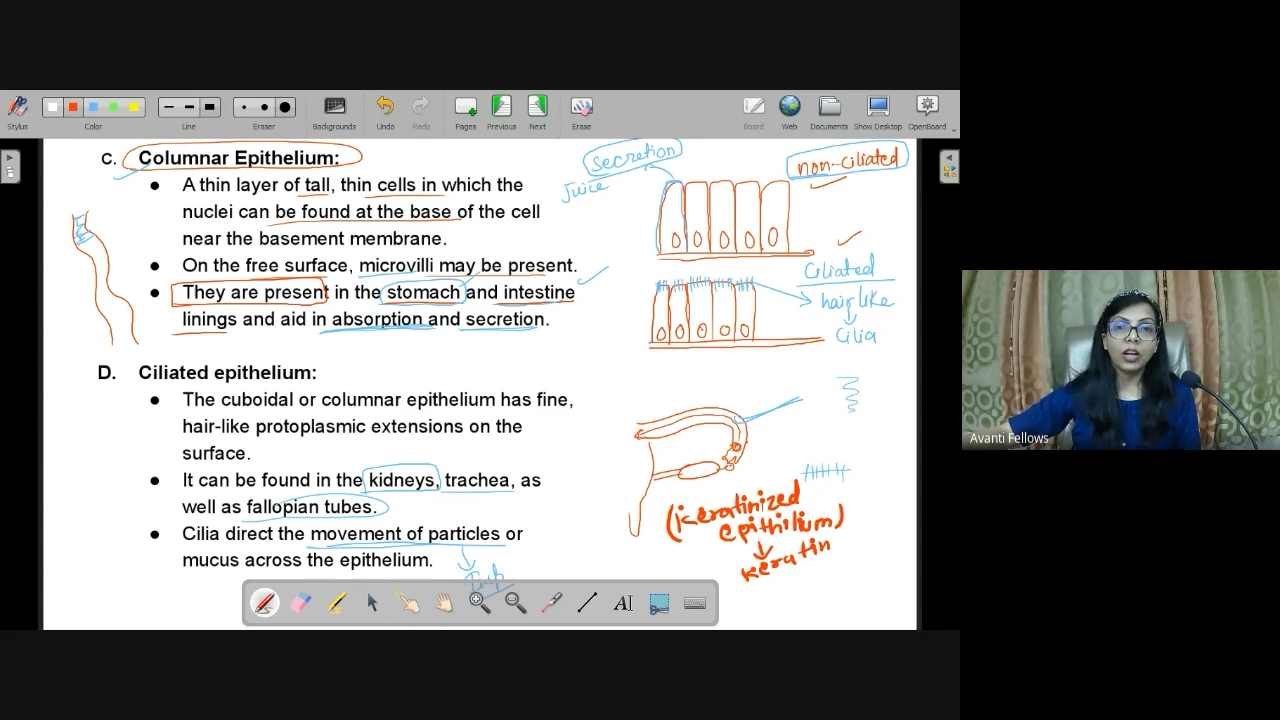 Stylus
Color
Line
Eraser
Backgrounds
Undo
Redo
Pages
Previous
Next
Erase
Board
Web
Documents
Show Desktop
OpenBoard
C. Columnar Epithelium:
● A thin layer of tall, thin cells in which the
nuclei can be found at the base of the cell
near the basement membrane.
● On the free surface, microvilli may be present.
● They are present in the stomach and intestine
linings and aid in absorption and secretion.
D. Ciliated epithelium:
● The cuboidal or columnar epithelium has fine,
hair-like protoplasmic extensions on the
surface.
● It can be found in the kidneys, trachea, as
well as fallopian tubes.
● Cilia direct the movement of particles or
mucus across the epithelium.
Secretion
Juice
non-ciliated
Ciliated
hair like
Cilia
(Keratinized
epithilium)
keratin
AI
Avanti Fellows